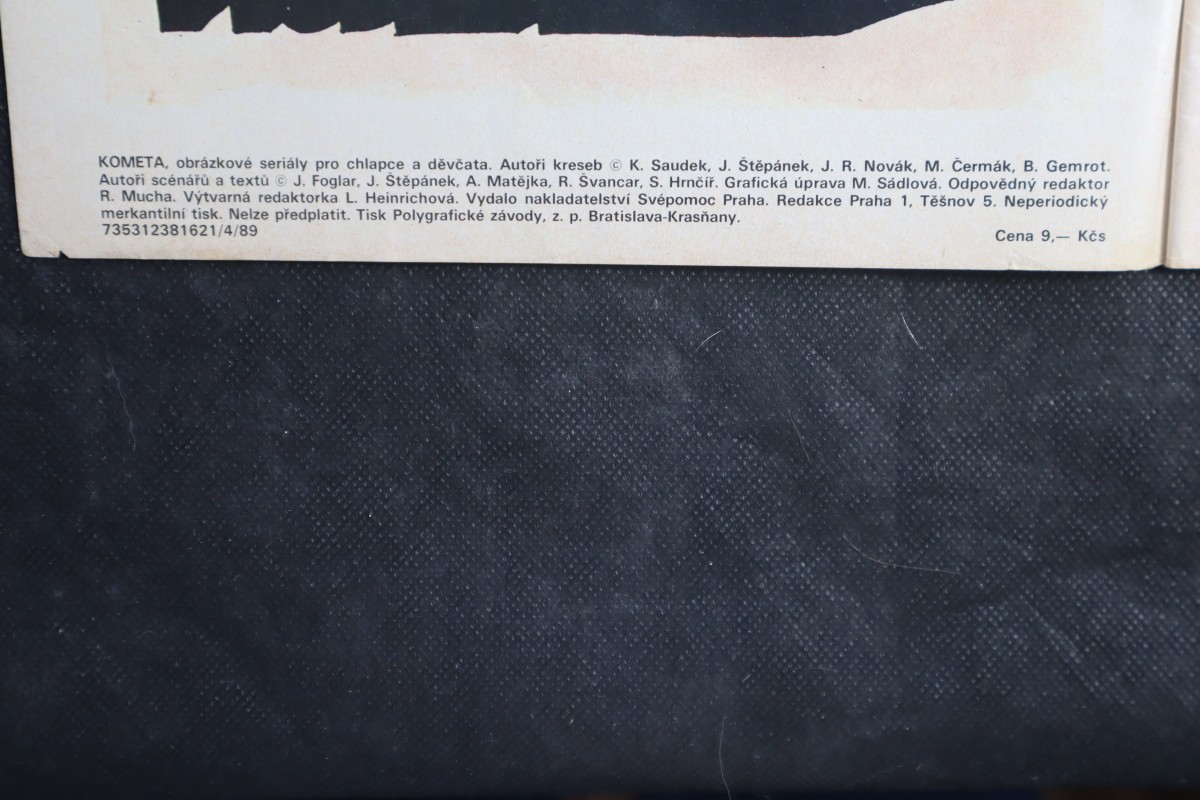 KOMETA, obrázkové seriály pro chlapce a děvčata. Autoři kreseb © K. Saudek, J. Štěpánek, J. R. Novák, M. Čermák, B. Gemrot.
Autoři scénářů a textů © J. Foglar, J. Štěpánek, A. Matějka, R. Švancar, S. Hrnčíř. Grafická úprava M. Sádlová. Odpovědný redaktor
R. Mucha. Výtvarná redaktorka L. Heinrichová. Vydalo nakladatelství Svépomoc Praha. Redakce Praha 1, Těšnov 5. Neperiodický
merkantilní tisk. Nelze předplatit. Tisk Polygrafické závody, z. p. Bratislava-Krasňany.
735312381621/4/89
Cena 9,— Kčs